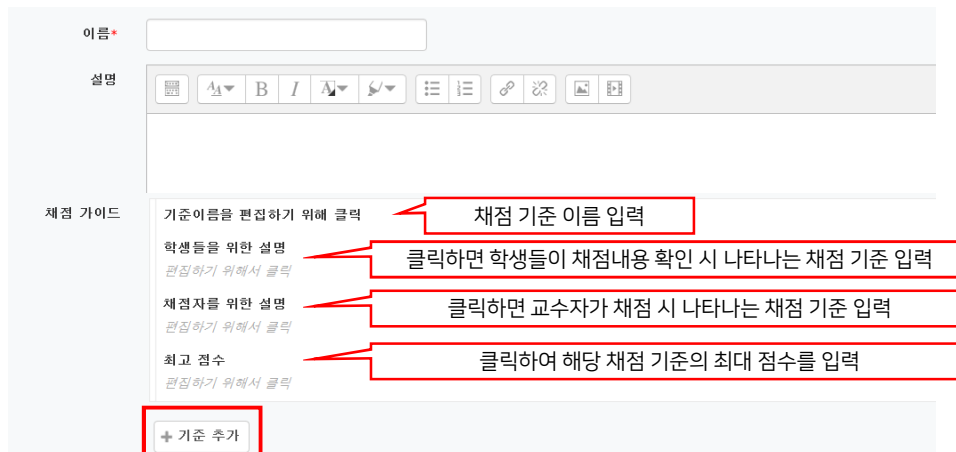 이름*
설명
채점 가이드
기준이름을 편집하기 위해 클릭
채점 기준 이름 입력
학생들을 위한 설명
편집하기 위해서 클릭
클릭하면 학생들이 채점내용 확인 시 나타나는 채점 기준 입력
채점자를 위한 설명
편집하기 위해서 클릭
클릭하면 교수자가 채점 시 나타나는 채점 기준 입력
최고 점수
편집하기 위해서 클릭
클릭하여 해당 채점 기준의 최대 점수를 입력
+ 기준 추가